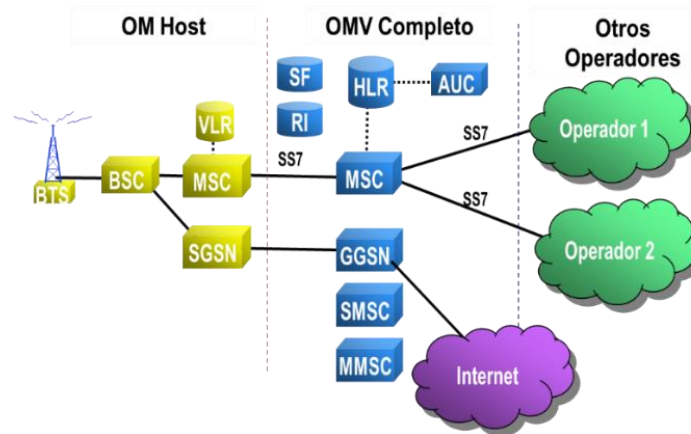 OM Host
OMV Completo
Otros
Operadores
SF
HLR
AUC
VLR
RI
SS7
Operador 1
BTS
BSC
MSC
SS7
MSC
SS7
SGSN
GGSN
Operador 2
SMSC
MMSC
Internet